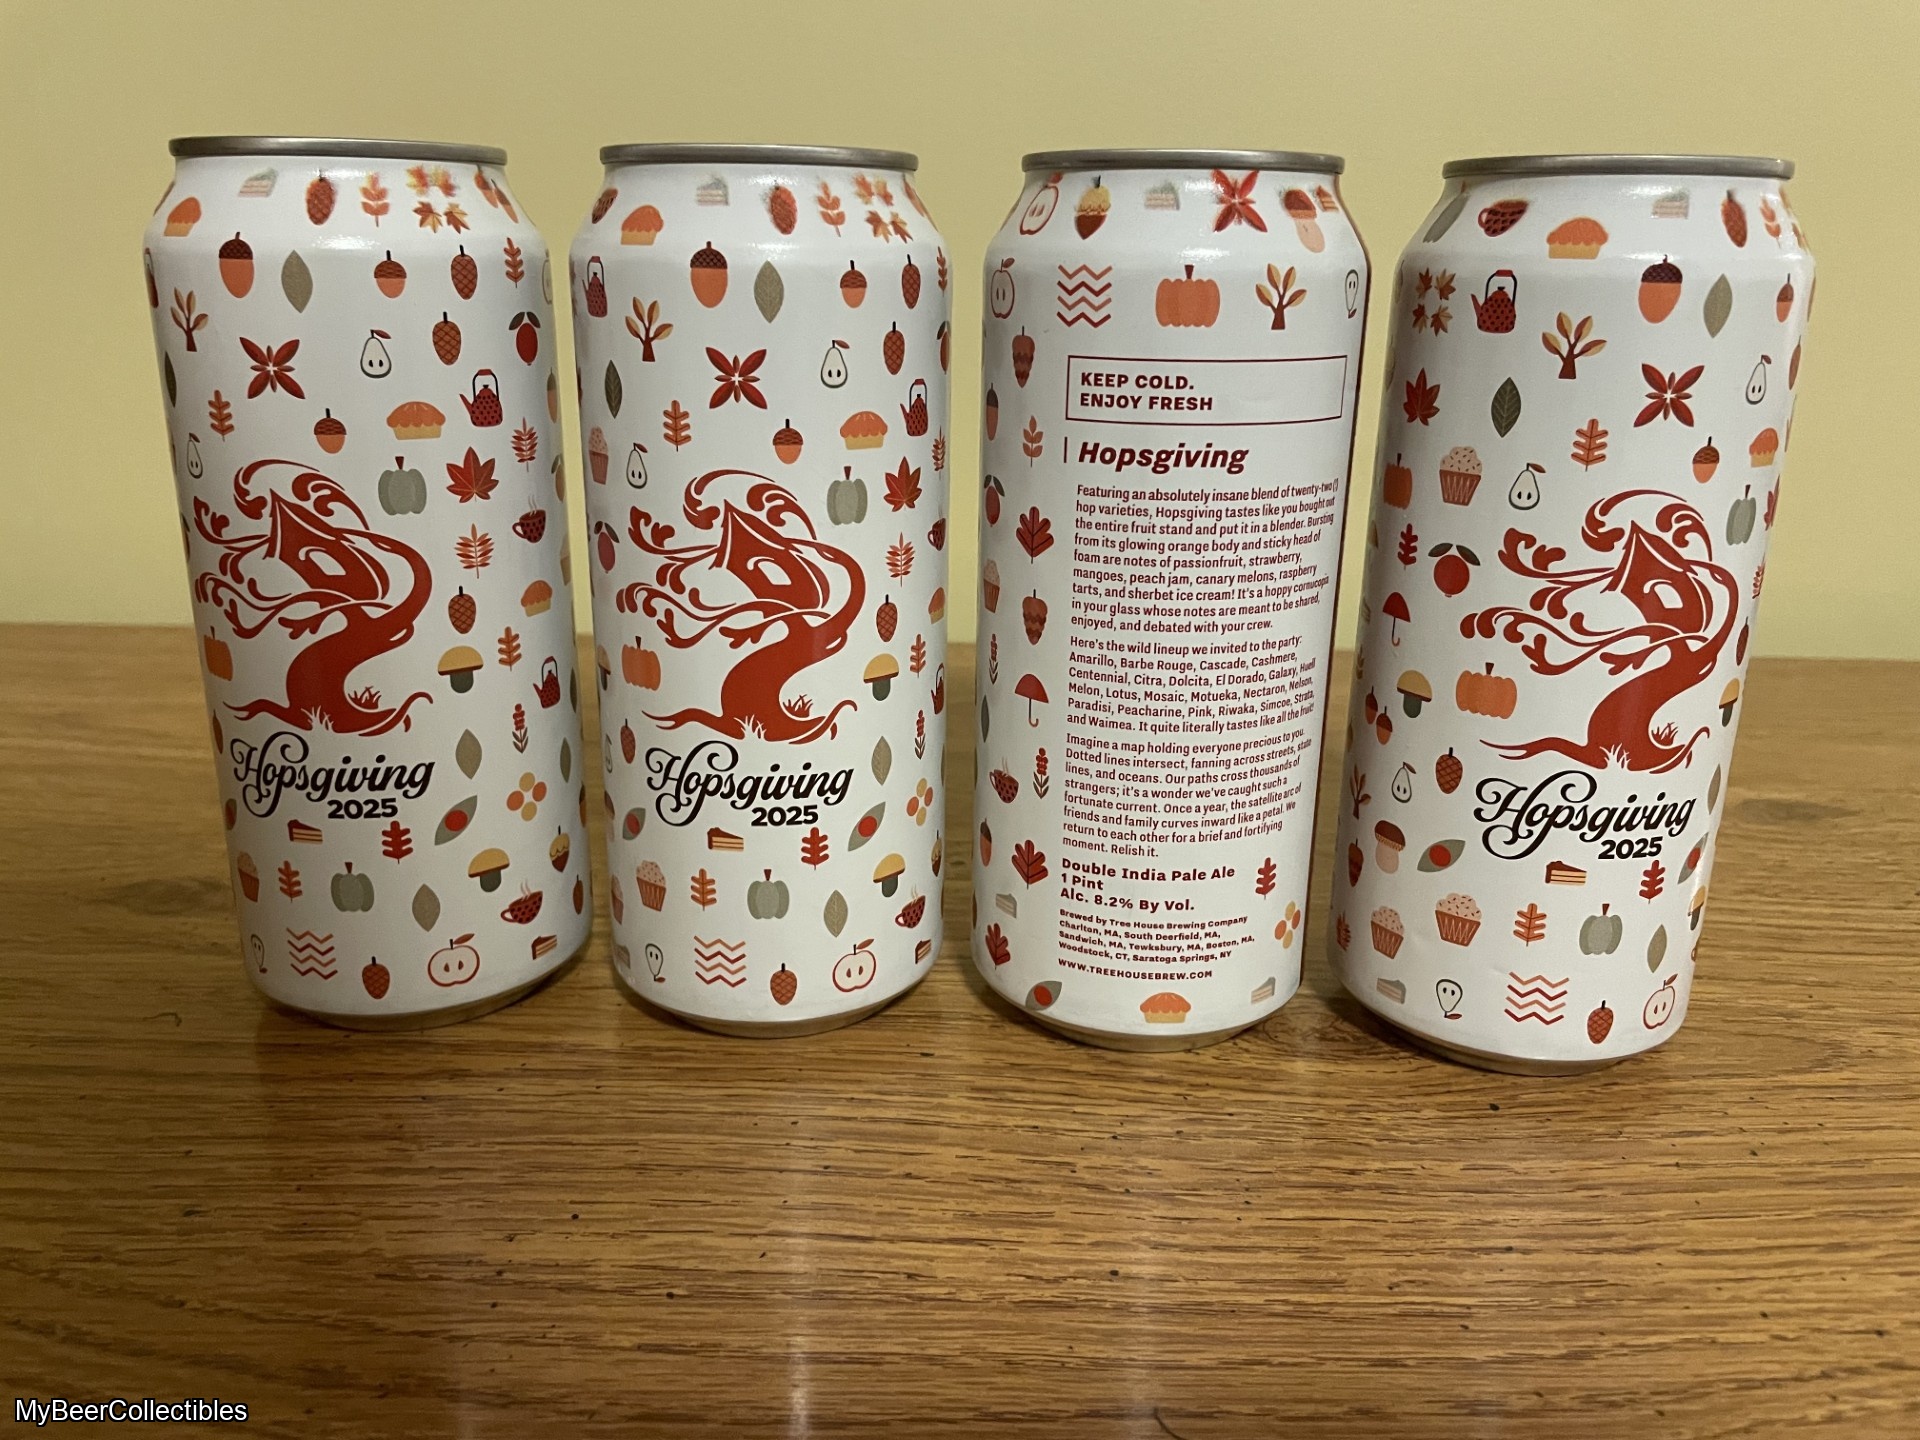 Hopsgiving
2025
Hopsgiving
2025
KEEP COLD.
ENJOY FRESH
Hopsgiving
Featuring an absolutely insane blend of twenty-two (!)
hop varieties, Hopsgiving tastes like you bought out
the entire fruit stand and put it in a blender. Bursting
from its glowing orange body and sticky head of
foam are notes of passionfruit, strawberry,
mangoes, peach jam, canary melons, raspberry
tarts, and sherbet ice cream! It's a hoppy cornucopia
in your glass whose notes are meant to be shared,
enjoyed, and debated with your crew.
Here's the wild lineup we invited to the party:
Amarillo, Barbe Rouge, Cascade, Cashmere,
Centennial, Citra, Dolcita, El Dorado, Galaxy, Huell
Melon, Lotus, Mosaic, Motueka, Nectaron, Nelson,
Paradisi, Peacharine, Pink, Riwaka, Simcoe, Strata,
and Waimea. It quite literally tastes like all the fruit!
Imagine a map holding everyone precious to you.
Dotted lines intersect, fanning across streets, state
lines, and oceans. Our paths cross thousands of
strangers; it's a wonder we've caught such a
fortunate current. Once a year, the satellite arc of
friends and family curves inward like a petal. We
return to each other for a brief and fortifying
moment. Relish it.
Double India Pale Ale
1 Pint
Alc. 8.2% By Vol.
Brewed by Tree House Brewing Company
Charlton, MA, South Deerfield, MA,
Sandwich, MA, Tewksbury, MA, Boston, MA,
Woodstock, CT, Saratoga Springs, NY
WWW.TREEHOUSEBREW.COM
Hopsgiving
2025
MyBeerCollectibles